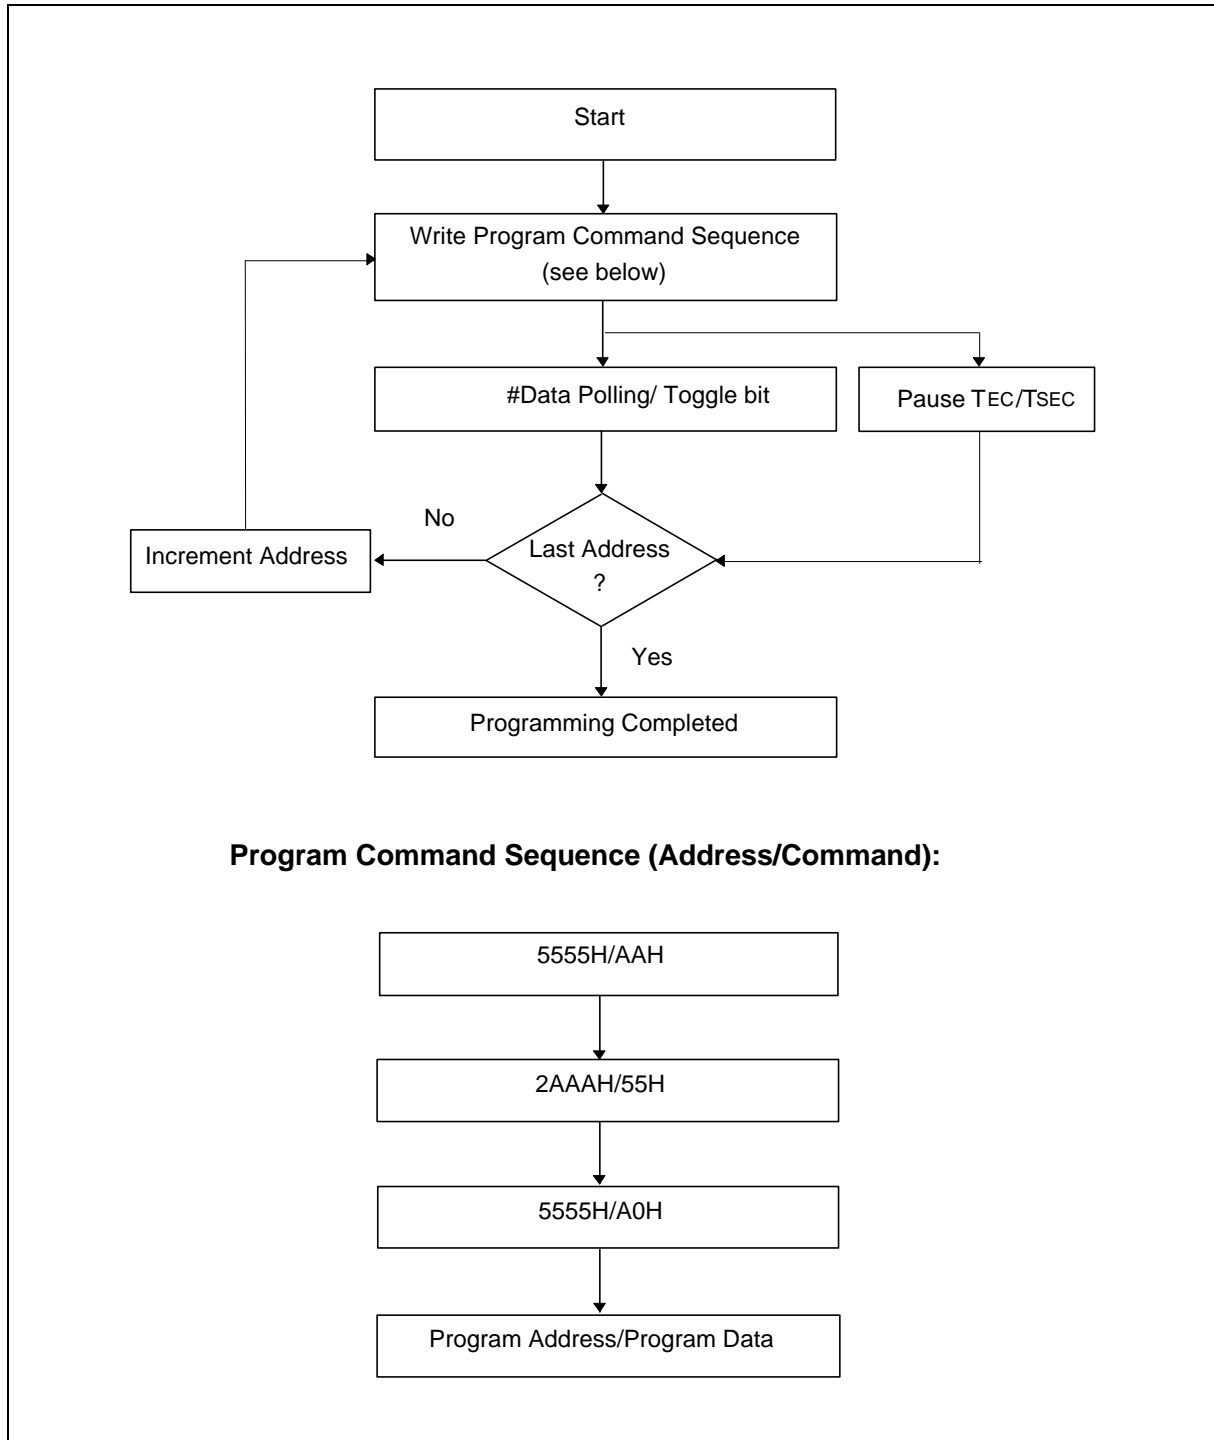 Start
Write Program Command Sequence
(see below)
#Data Polling/ Toggle bit
Pause TEC/TSEC
No
Increment Address
Last Address
?
Yes
Programming Completed
Program Command Sequence (Address/Command):
5555H/AAH
2AAAH/55H
5555H/A0H
Program Address/Program Data